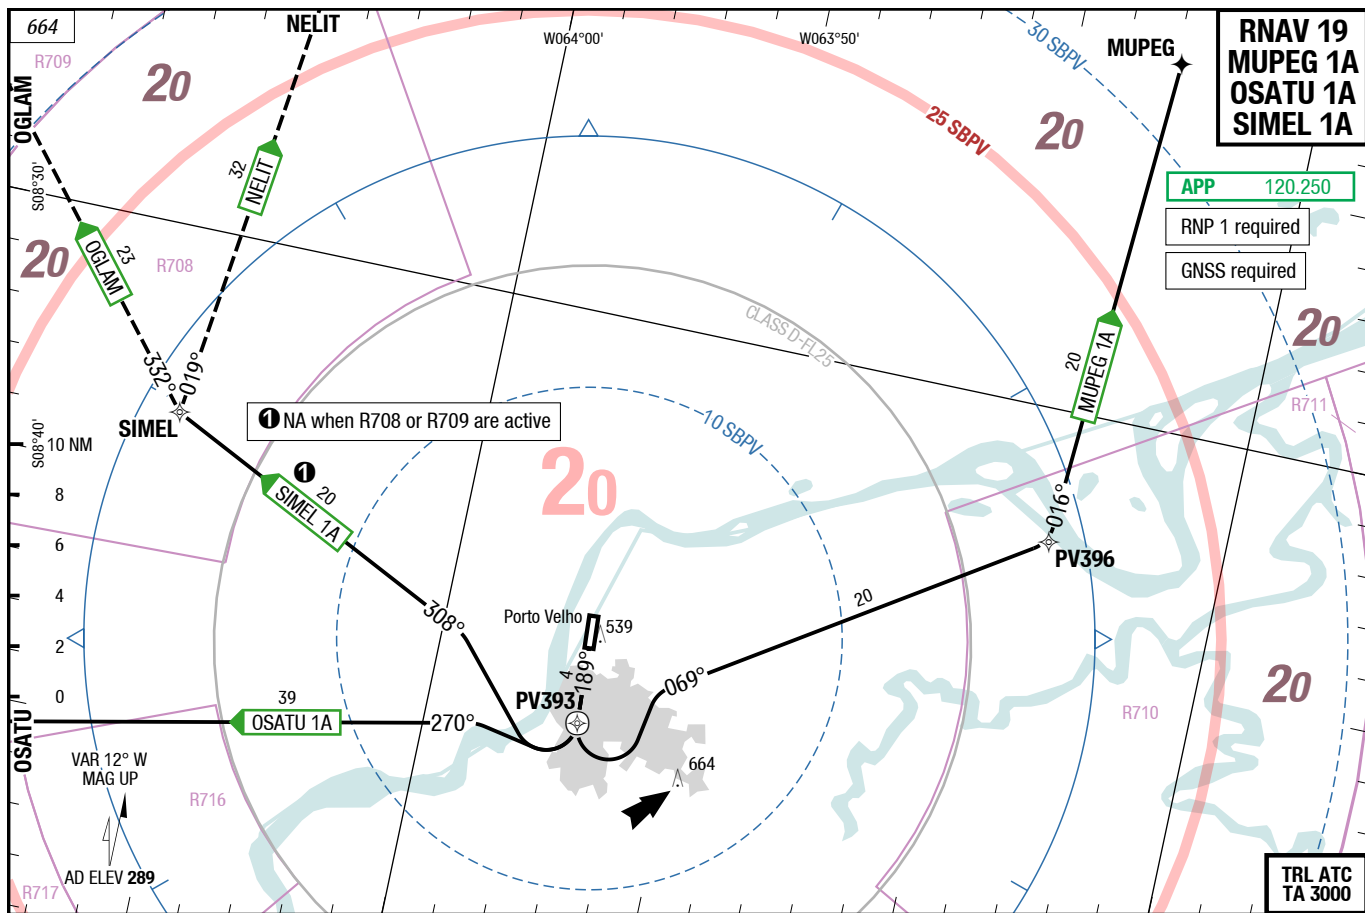 664
NELIT
W064°00'
W063°50'
30 SBPV
MUPEG
RNAV 19
MUPEG 1A
OSATU 1A
SIMEL 1A
R709
20
OGLAM
25 SBPV
20
APP 120.250
RNP 1 required
GNSS required
S08°30'
32
NELIT
20
23
OGLAM
R708
CLASS D-FL25
20
20
MUPEG 1A
332°
019°
SIMEL
1 NA when R708 or R709 are active
10 SBPV
R711
S08°40'
10 NM
8
6
4
2
0
1
20
SIMEL 1A
20
016°
PV396
308°
20
Porto Velho
539
4
189°
069°
PV393
39
OSATU 1A
270°
OSATU
20
R710
VAR 12° W
MAG UP
R716
664
AD ELEV 289
R717
TRL ATC
TA 3000